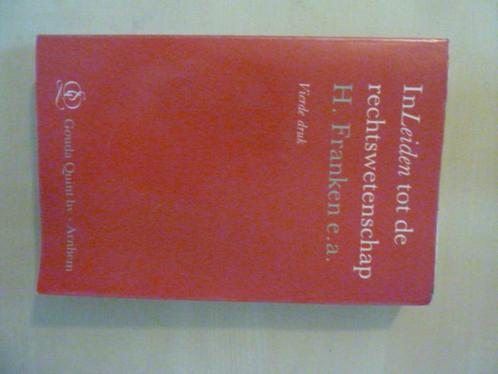 InLeiden tot de
rechtswetenschap
H. Franken e.a.
Vierde druk
Gouda Quint bv · Arnhem